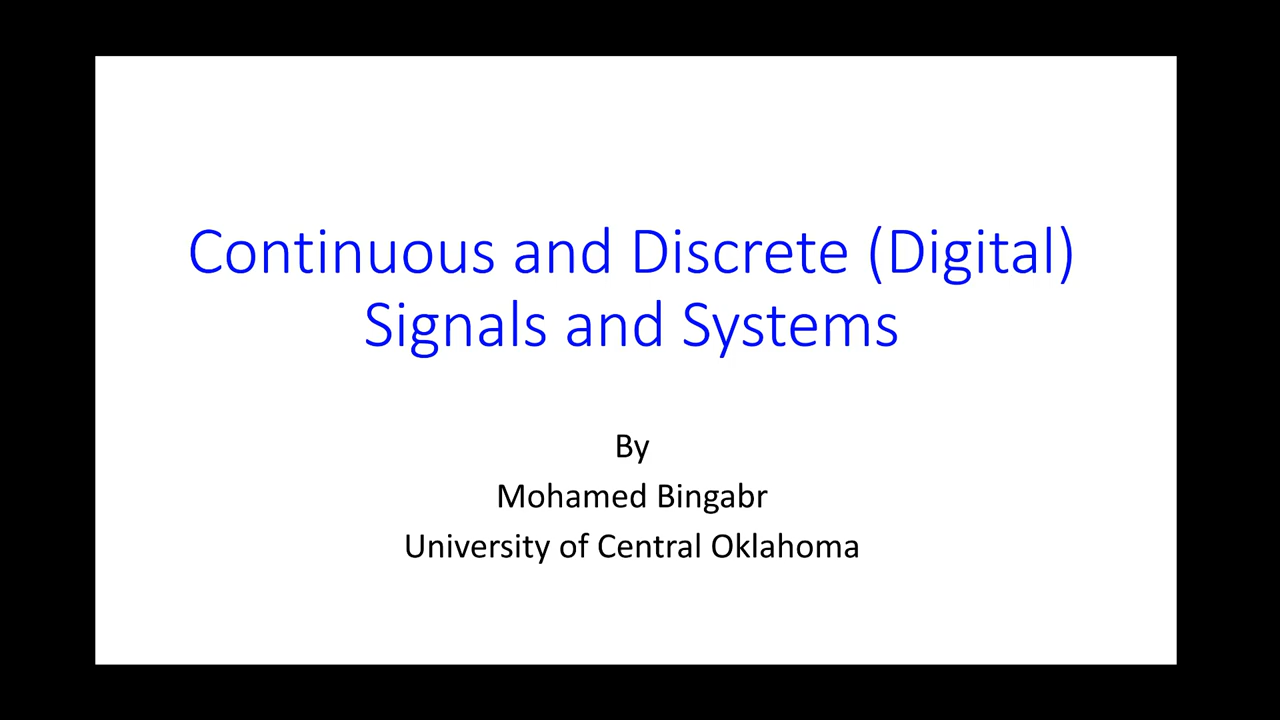 Continuous and Discrete (Digital)
Signals and Systems
By
Mohamed Bingabr
University of Central Oklahoma